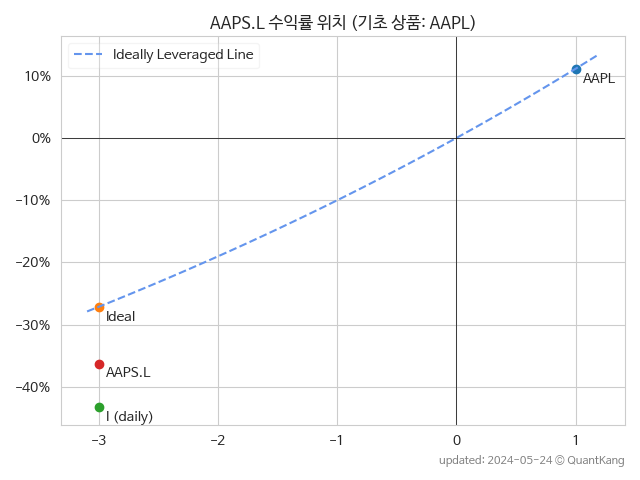 AAPS.L 수익률 위치 (기초 상품: AAPL)
Ideally Leveraged Line
10%
0%
−10%
−20%
−30%
−40%
AAPL
Ideal
AAPS.L
I (daily)
−3
−2
−1
0
1
updated: 2024-05-24 © QuantKang